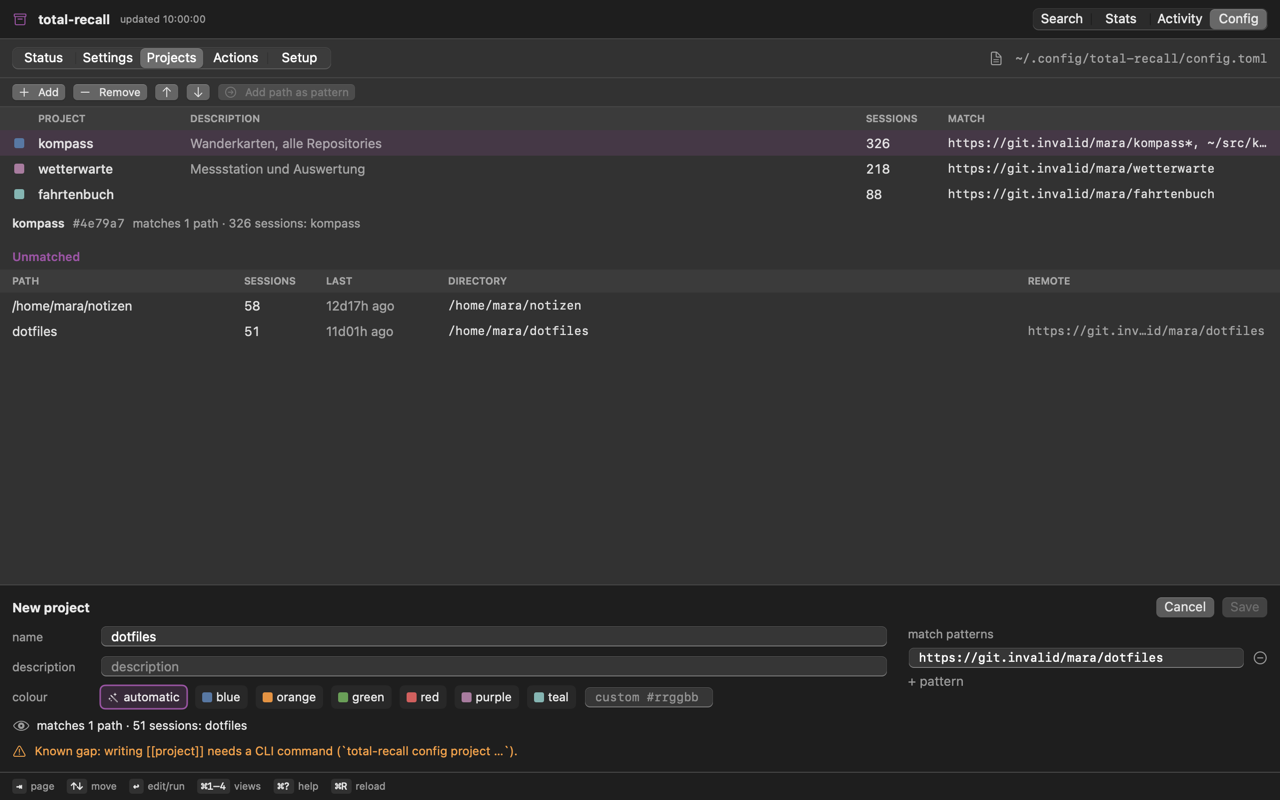 total-recall updated 10:00:00 Search Stats Activity Config
Status Settings Projects Actions Setup ~/.config/total-recall/config.toml
+ Add − Remove ↑ ↓ Add path as pattern
PROJECT DESCRIPTION SESSIONS MATCH
kompass Wanderkarten, alle Repositories 326 https://git.invalid/mara/kompass*, ~/src/k…
wetterwarte Messstation und Auswertung 218 https://git.invalid/mara/wetterwarte
fahrtenbuch 88 https://git.invalid/mara/fahrtenbuch
kompass #4e79a7 matches 1 path · 326 sessions: kompass
Unmatched
PATH SESSIONS LAST DIRECTORY REMOTE
/home/mara/notizen 58 12d17h ago /home/mara/notizen
dotfiles 51 11d01h ago /home/mara/dotfiles https://git.inv…id/mara/dotfiles
New project Cancel Save
name dotfiles match patterns
https://git.invalid/mara/dotfiles
description description
+ pattern
colour automatic blue orange green red purple teal custom #rrggbb
matches 1 path · 51 sessions: dotfiles
Known gap: writing [[project]] needs a CLI command (`total-recall config project …`).
⇥ page ↑↓ move ↩ edit/run ⌘1–4 views ⌘? help ⌘R reload